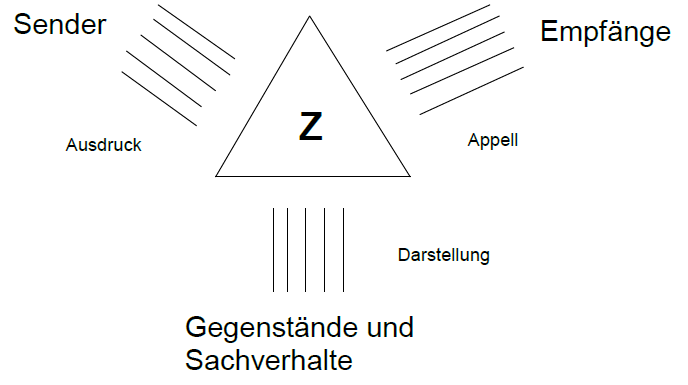 Sender
Empfänge
Z
Ausdruck
Appell
Darstellung
Gegenstände und
Sachverhalte